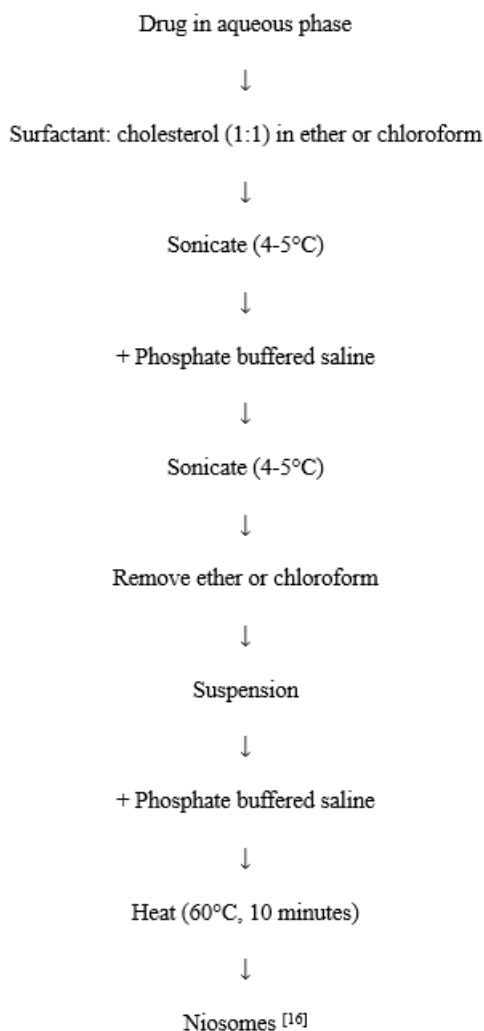 Drug in aqueous phase
↓
Surfactant: cholesterol (1:1) in ether or chloroform
↓
Sonicate (4-5°C)
↓
+ Phosphate buffered saline
↓
Sonicate (4-5°C)
↓
Remove ether or chloroform
↓
Suspension
↓
+ Phosphate buffered saline
↓
Heat (60°C, 10 minutes)
↓
Niosomes [16]